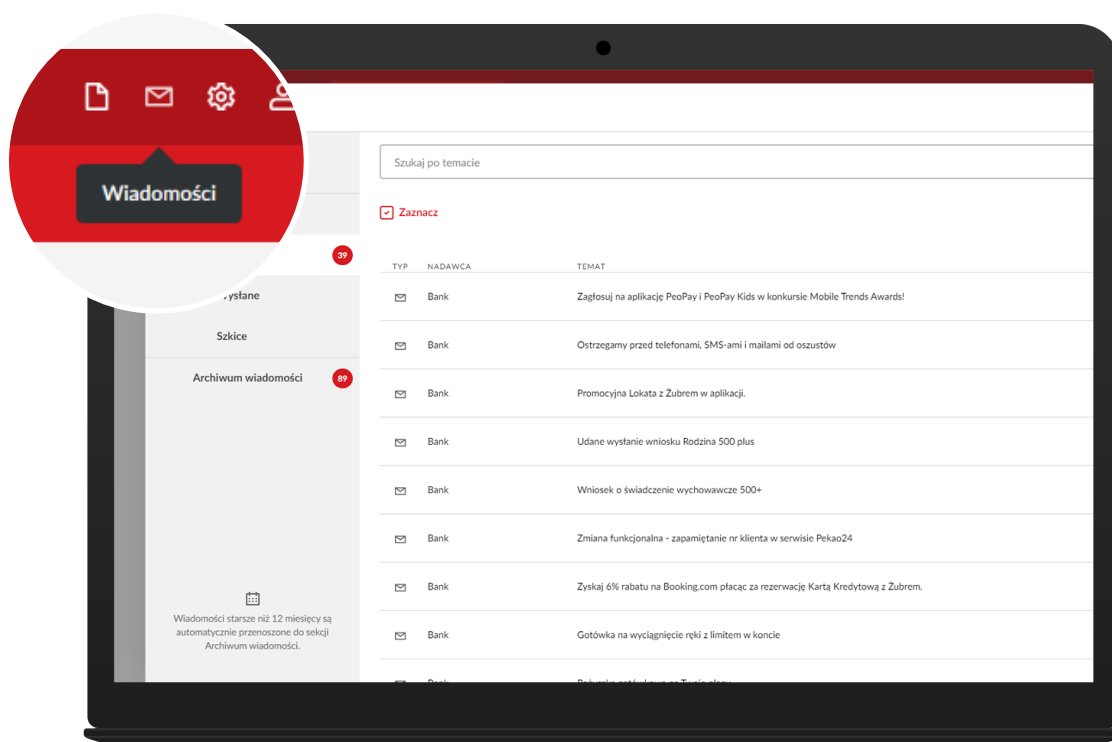 Wiadomości
Szukaj po temacie
Zaznacz
39
Szkice
Archiwum wiadomości 89
Wiadomości starsze niż 12 miesięcy są
automatycznie przenoszone do sekcji
Archiwum wiadomości.
TYP NADAWCA TEMAT
Bank Zagłosuj na aplikację PeoPay i PeoPay Kids w konkursie Mobile Trends Awards!
Bank Ostrzegamy przed telefonami, SMS-ami i mailami od oszustów
Bank Promocyjna Lokata z Żubrem w aplikacji.
Bank Udane wysłanie wniosku Rodzina 500 plus
Bank Wniosek o świadczenie wychowawcze 500+
Bank Zmiana funkcjonalna - zapamiętanie nr klienta w serwisie Pekao24
Bank Zyskaj 6% rabatu na Booking.com płacąc za rezerwację Kartą Kredytową z Żubrem.
Bank Gotówka na wyciągnięcie ręki z limitem w koncie